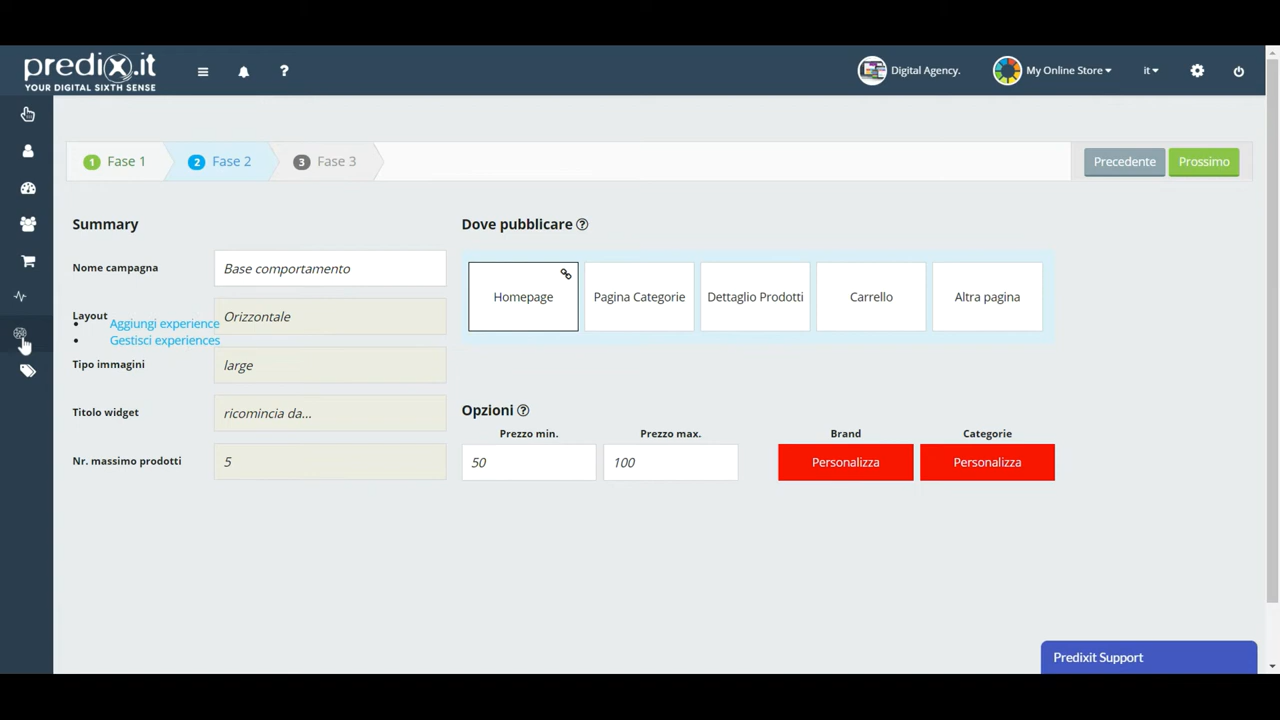 predix.it
YOUR DIGITAL SIXTH SENSE
?
Digital Agency.
My Online Store
it
1 Fase 1
2 Fase 2
3 Fase 3
Precedente
Prossimo
Summary
Nome campagna
Base comportamento
Layout
Orizzontale
Aggiungi experience
Gestisci experiences
Tipo immagini
large
Titolo widget
ricomincia da...
Nr. massimo prodotti
5
Dove pubblicare ?
Homepage
Pagina Categorie
Dettaglio Prodotti
Carrello
Altra pagina
Opzioni ?
Prezzo min.
Prezzo max.
Brand
Categorie
50
100
Personalizza
Personalizza
Predixit Support